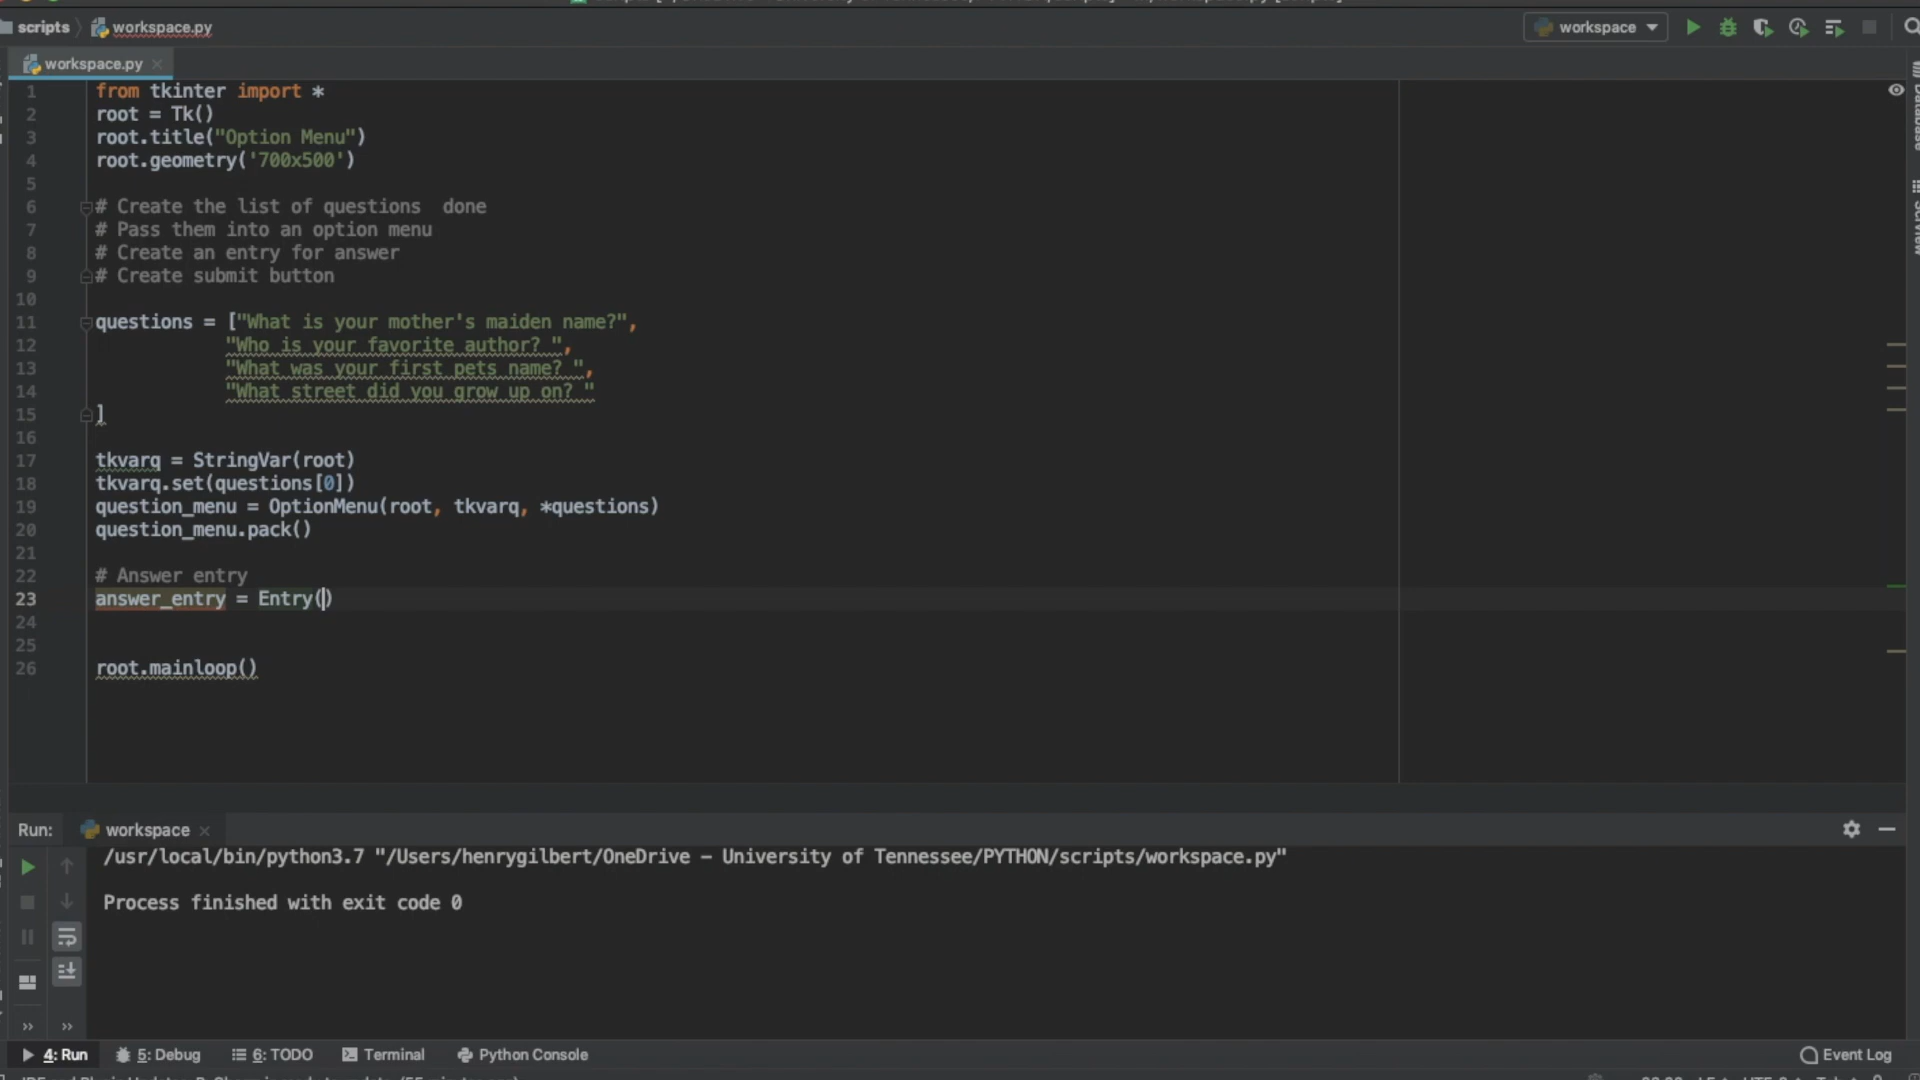 scripts workspace.py workspace
workspace.py
1 from tkinter import *
2 root = Tk()
3 root.title("Option Menu")
4 root.geometry('700x500')
5
6 # Create the list of questions  done
7 # Pass them into an option menu
8 # Create an entry for answer
9 # Create submit button
10
11 questions = ["What is your mother's maiden name?",
12 "Who is your favorite author? ",
13 "What was your first pets name? ",
14 "What street did you grow up on? "
15 ]
16
17 tkvarq = StringVar(root)
18 tkvarq.set(questions[0])
19 question_menu = OptionMenu(root, tkvarq, *questions)
20 question_menu.pack()
21
22 # Answer entry
23 answer_entry = Entry()
24
25
26 root.mainloop()
Database
SciView
Run: workspace
/usr/local/bin/python3.7 "/Users/henrygilbert/OneDrive – University of Tennessee/PYTHON/scripts/workspace.py"
Process finished with exit code 0
4: Run 5: Debug 6: TODO Terminal Python Console Event Log